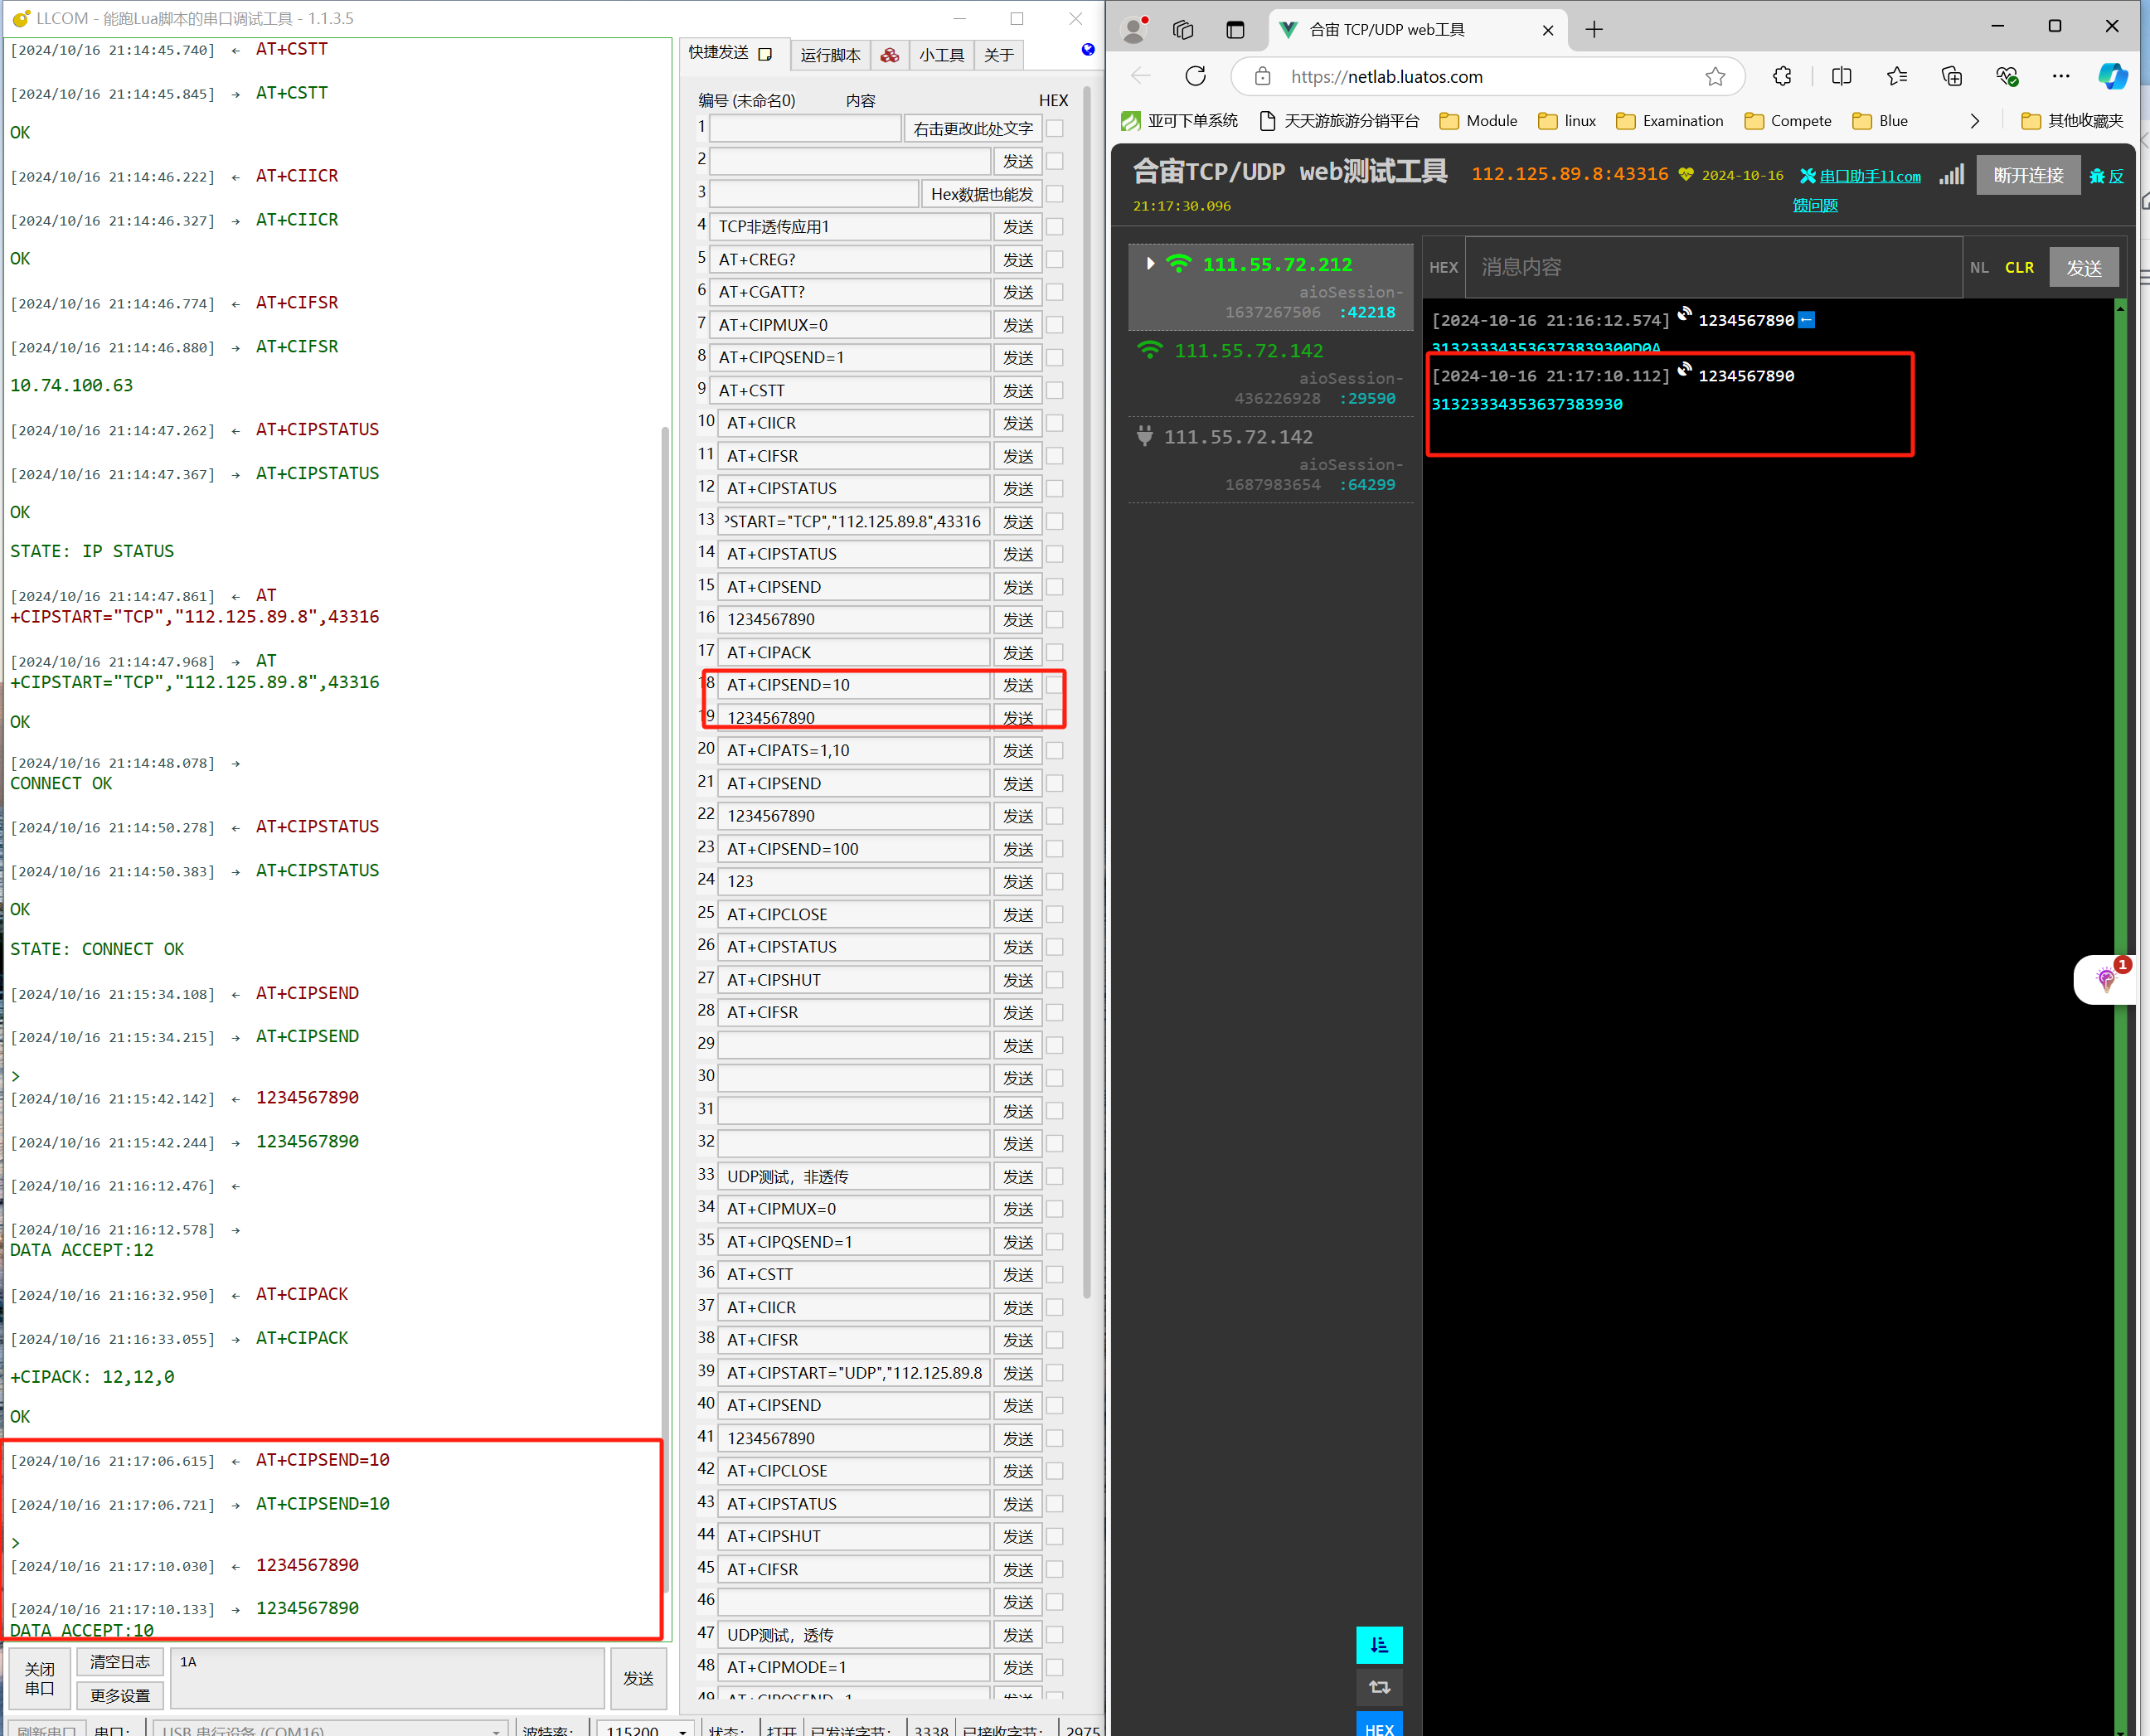 LLCOM - 能跑Lua脚本的串口调试工具 - 1.1.3.5
[2024/10/16 21:14:45.740] ← AT+CSTT
[2024/10/16 21:14:45.845] → AT+CSTT
OK
[2024/10/16 21:14:46.222] ← AT+CIICR
[2024/10/16 21:14:46.327] → AT+CIICR
OK
[2024/10/16 21:14:46.774] ← AT+CIFSR
[2024/10/16 21:14:46.880] → AT+CIFSR
10.74.100.63
[2024/10/16 21:14:47.262] ← AT+CIPSTATUS
[2024/10/16 21:14:47.367] → AT+CIPSTATUS
OK
STATE: IP STATUS
[2024/10/16 21:14:47.861] ← AT
+CIPSTART="TCP","112.125.89.8",43316
[2024/10/16 21:14:47.968] → AT
+CIPSTART="TCP","112.125.89.8",43316
OK
[2024/10/16 21:14:48.078] →
CONNECT OK
[2024/10/16 21:14:50.278] ← AT+CIPSTATUS
[2024/10/16 21:14:50.383] → AT+CIPSTATUS
OK
STATE: CONNECT OK
[2024/10/16 21:15:34.108] ← AT+CIPSEND
[2024/10/16 21:15:34.215] → AT+CIPSEND
>
[2024/10/16 21:15:42.142] ← 1234567890
[2024/10/16 21:15:42.244] → 1234567890
[2024/10/16 21:16:12.476] ←
[2024/10/16 21:16:12.578] →
DATA ACCEPT:12
[2024/10/16 21:16:32.950] ← AT+CIPACK
[2024/10/16 21:16:33.055] → AT+CIPACK
+CIPACK: 12,12,0
OK
[2024/10/16 21:17:06.615] ← AT+CIPSEND=10
[2024/10/16 21:17:06.721] → AT+CIPSEND=10
>
[2024/10/16 21:17:10.030] ← 1234567890
[2024/10/16 21:17:10.133] → 1234567890
DATA ACCEPT:10
关闭串口 清空日志 更多设置 1A 发送
刷新串口 串口: USB 串行设备 (COM16) 波特率: 115200 状态: 打开 已发送字节: 3338 已接收字节: 2975
快捷发送 运行脚本 小工具 关于
编号 (未命名0) 内容 HEX
1 右击更改此处文字
2 发送
3 Hex数据也能发
4 TCP非透传应用1 发送
5 AT+CREG? 发送
6 AT+CGATT? 发送
7 AT+CIPMUX=0 发送
8 AT+CIPQSEND=1 发送
9 AT+CSTT 发送
10 AT+CIICR 发送
11 AT+CIFSR 发送
12 AT+CIPSTATUS 发送
13 PSTART="TCP","112.125.89.8",43316 发送
14 AT+CIPSTATUS 发送
15 AT+CIPSEND 发送
16 1234567890 发送
17 AT+CIPACK 发送
18 AT+CIPSEND=10 发送
19 1234567890 发送
20 AT+CIPATS=1,10 发送
21 AT+CIPSEND 发送
22 1234567890 发送
23 AT+CIPSEND=100 发送
24 123 发送
25 AT+CIPCLOSE 发送
26 AT+CIPSTATUS 发送
27 AT+CIPSHUT 发送
28 AT+CIFSR 发送
29 发送
30 发送
31 发送
32 发送
33 UDP测试，非透传 发送
34 AT+CIPMUX=0 发送
35 AT+CIPQSEND=1 发送
36 AT+CSTT 发送
37 AT+CIICR 发送
38 AT+CIFSR 发送
39 AT+CIPSTART="UDP","112.125.89.8 发送
40 AT+CIPSEND 发送
41 1234567890 发送
42 AT+CIPCLOSE 发送
43 AT+CIPSTATUS 发送
44 AT+CIPSHUT 发送
45 AT+CIFSR 发送
46 发送
47 UDP测试，透传 发送
48 AT+CIPMODE=1 发送
49 AT+CIPQSEND=1 发送
合宙 TCP/UDP web工具
https://netlab.luatos.com
亚可下单系统 天天游旅游分销平台 Module linux Examination Compete Blue 其他收藏夹
合宙TCP/UDP web测试工具 112.125.89.8:43316 2024-10-16 21:17:30.096 串口助手llcom 断开连接 反馈问题
111.55.72.212
aioSession-
1637267506 :42218
111.55.72.142
aioSession-
436226928 :29590
111.55.72.142
aioSession-
1687983654 :64299
HEX 消息内容 NL CLR 发送
[2024-10-16 21:16:12.574] 1234567890←
313233343536373839300D0A
[2024-10-16 21:17:10.112] 1234567890
31323334353637383930
1
HEX